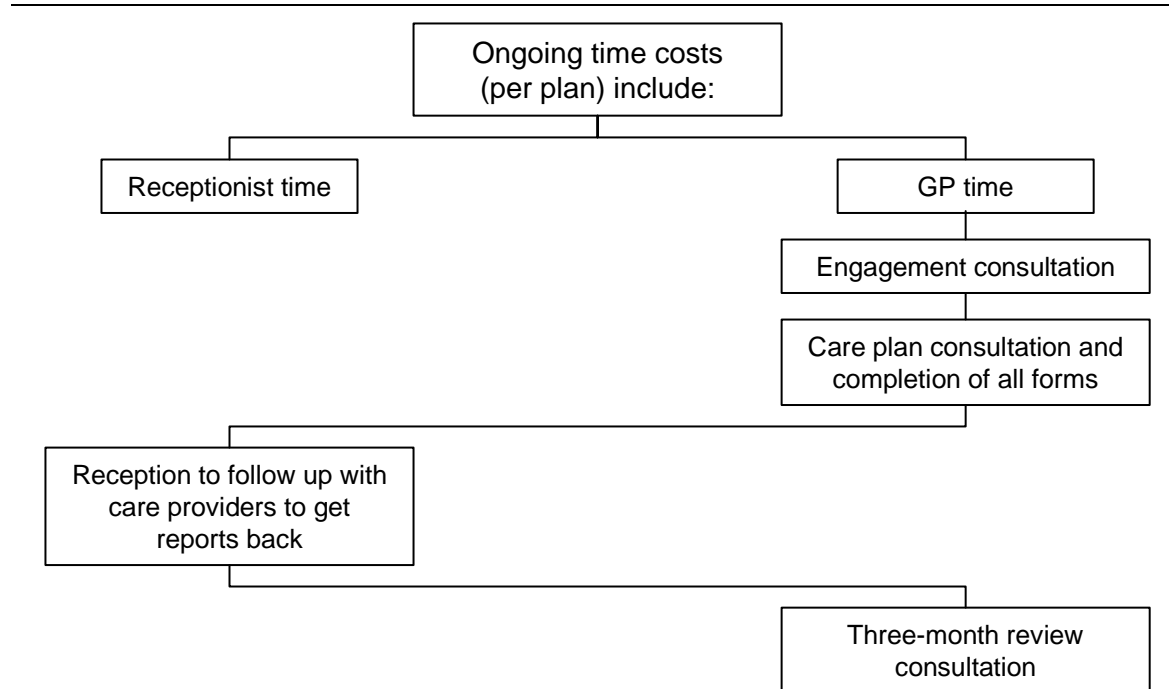 Ongoing time costs
(per plan) include:
Receptionist time
GP time
Engagement consultation
Care plan consultation and
completion of all forms
Reception to follow up with
care providers to get
reports back
Three-month review
consultation